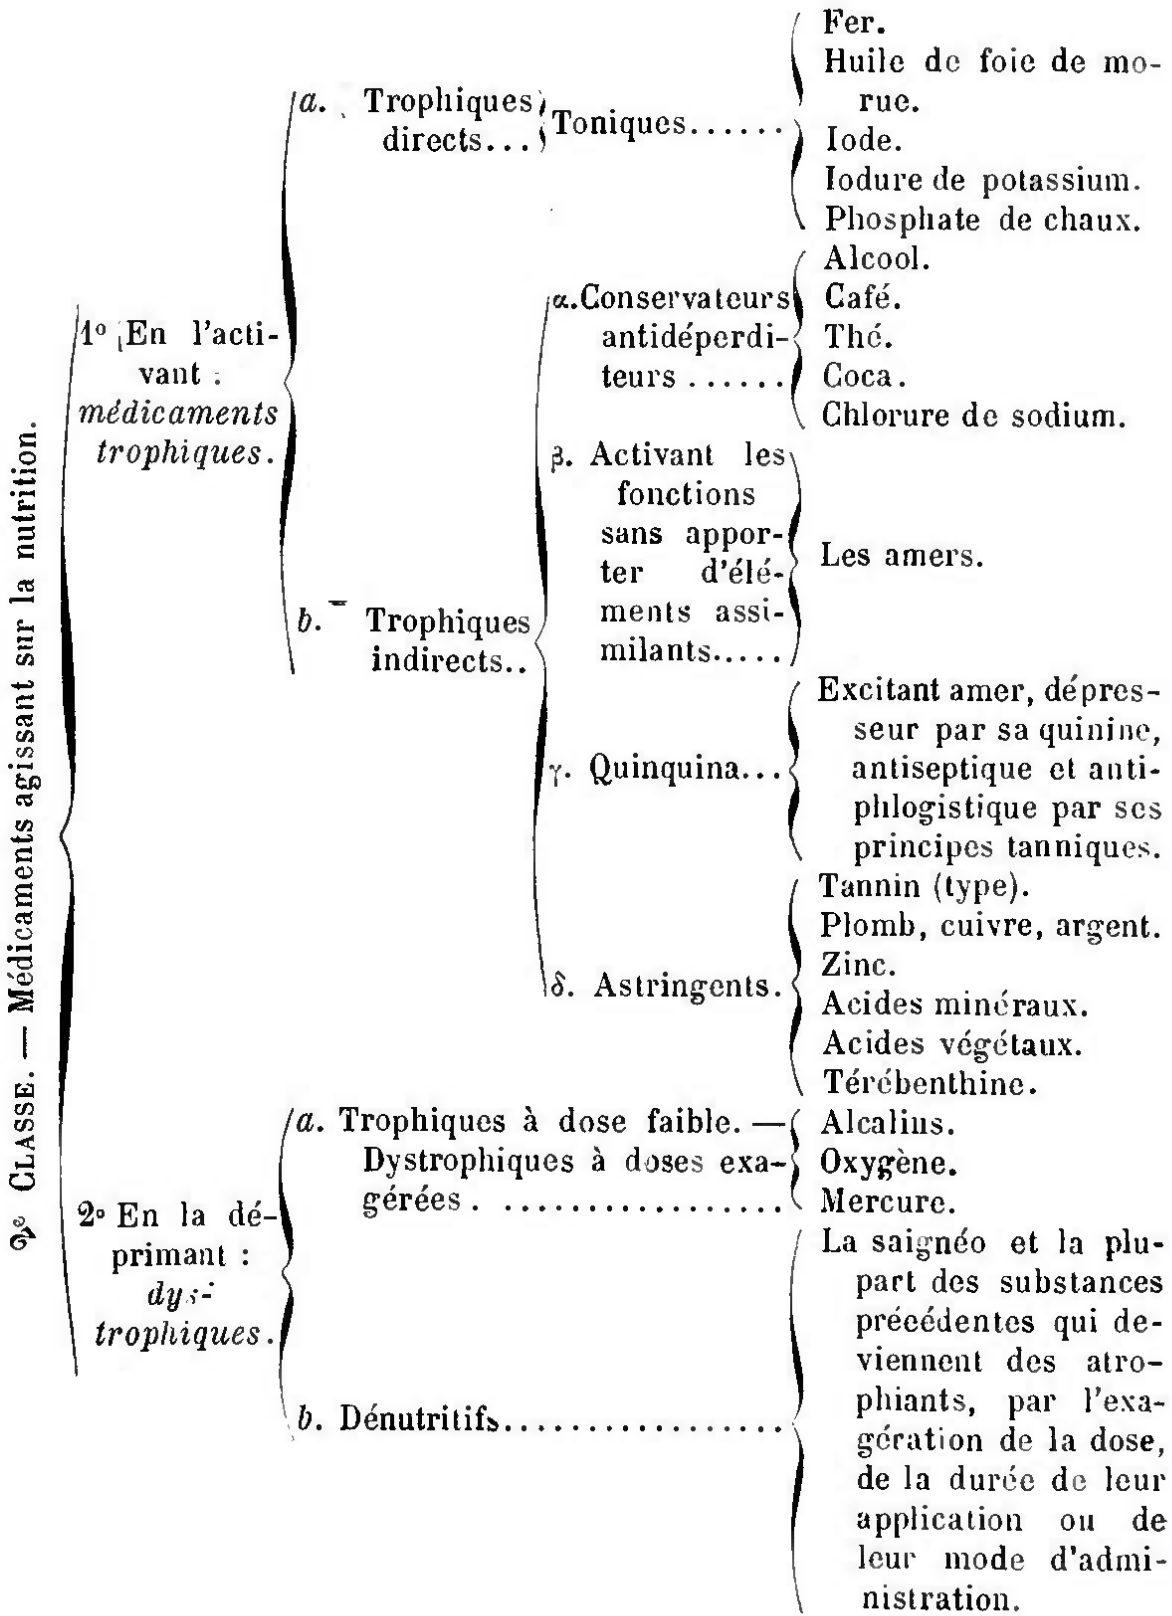 2e CLASSE. — Médicaments agissant sur la nutrition.
1o En l'acti-
vant :
médicaments
trophiques.
a. Trophiques
directs...
Toniques......
Fer.
Huile de foie de mo-
rue.
Iode.
Iodure de potassium.
Phosphate de chaux.
b. Trophiques
indirects..
α. Conservateurs
antidéperdi-
teurs ......
Alcool.
Café.
Thé.
Coca.
Chlorure de sodium.
β. Activant les
fonctions
sans appor-
ter d'élé-
ments assi-
milants.....
Les amers.
γ. Quinquina...
Excitant amer, dépres-
seur par sa quinine,
antiseptique et anti-
phlogistique par ses
principes tanniques.
δ. Astringents.
Tannin (type).
Plomb, cuivre, argent.
Zinc.
Acides minéraux.
Acides végétaux.
Térébenthine.
2o En la dé-
primant :
dys-
trophiques.
a. Trophiques à dose faible. —
Dystrophiques à doses exa-
gérées . .................
Alcalins.
Oxygène.
Mercure.
b. Dénutritifs.................
La saignéo et la plu-
part des substances
précédentes qui de-
viennent des atro-
phiants, par l'exa-
gération de la dose,
de la durée de leur
application ou de
leur mode d'admi-
nistration.